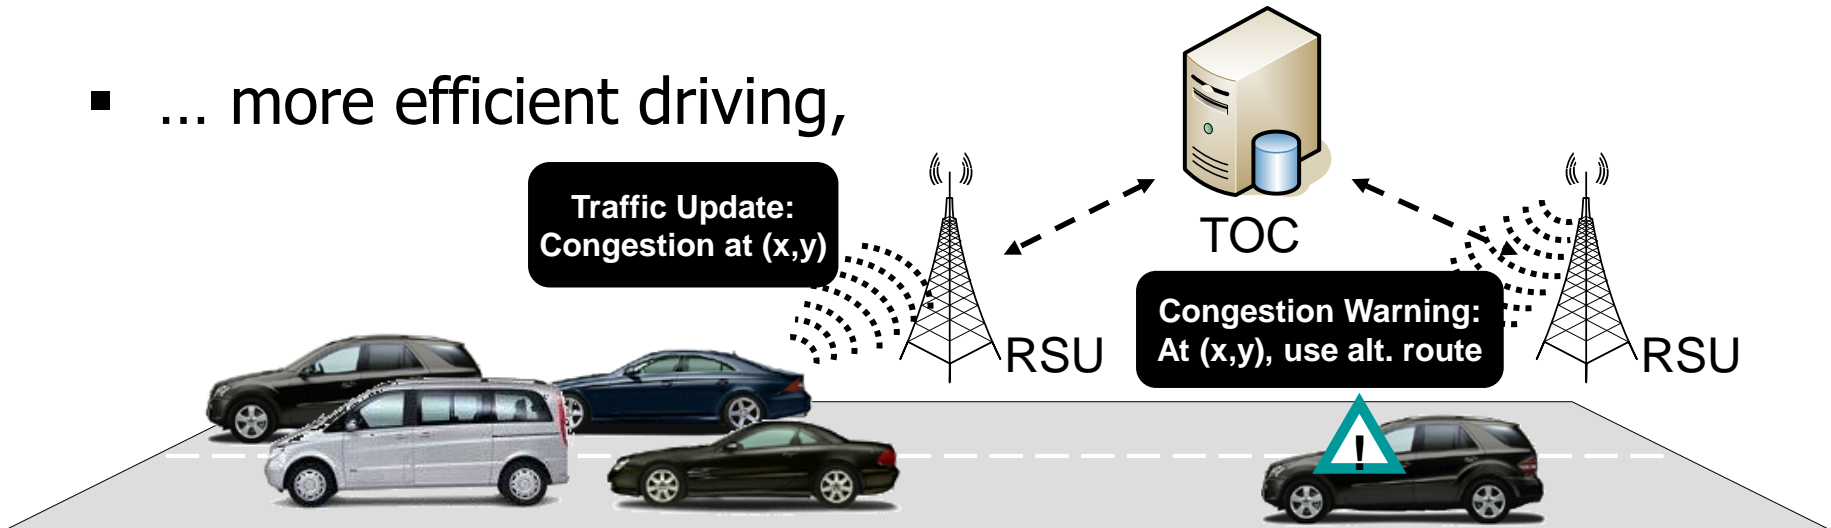 ▪ ... more efficient driving,
Traffic Update:
Congestion at (x,y)
TOC
RSU
Congestion Warning:
At (x,y), use alt. route
RSU
!